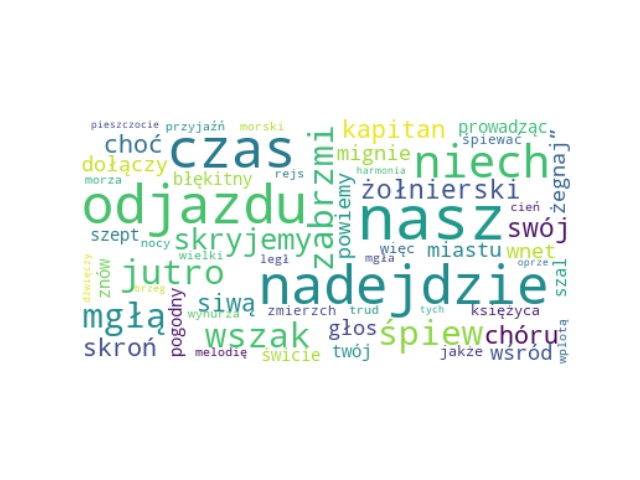 pieszczocie przyjaźń morski kapitan prowadząc
choć czas zabrzmi mignie niech śpiewać żegnaj”
dołączy błękitny rejs harmonia
morza odjazdu powiemy żołnierski nasz cień swój
szept nocy skryjemy więc miastu wnet
wielki legł mgła oprze
dźwięczy znów jutro brzeg nadejdzie szal
mgłą pogodny siwą wynurza zmierzch trud tych księżyca
skroń wszak głos śpiew chóru
melodię świcie twój jakże wśród wplotą